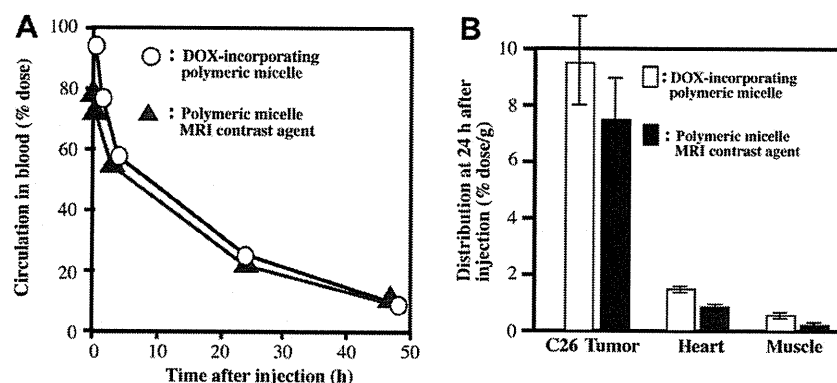 A
100
80
60
40
20
0
0 10 20 30 40 50
Circulation in blood (% dose)
Time after injection (h)
: DOX-incorporating
polymeric micelle
: Polymeric micelle
MRI contrast agent
B
10
8
6
4
2
0
Distribution at 24 h after
injection (% dose/g)
: DOX-incorporating
polymeric micelle
: Polymeric micelle
MRI contrast agent
C26 Tumor Heart Muscle